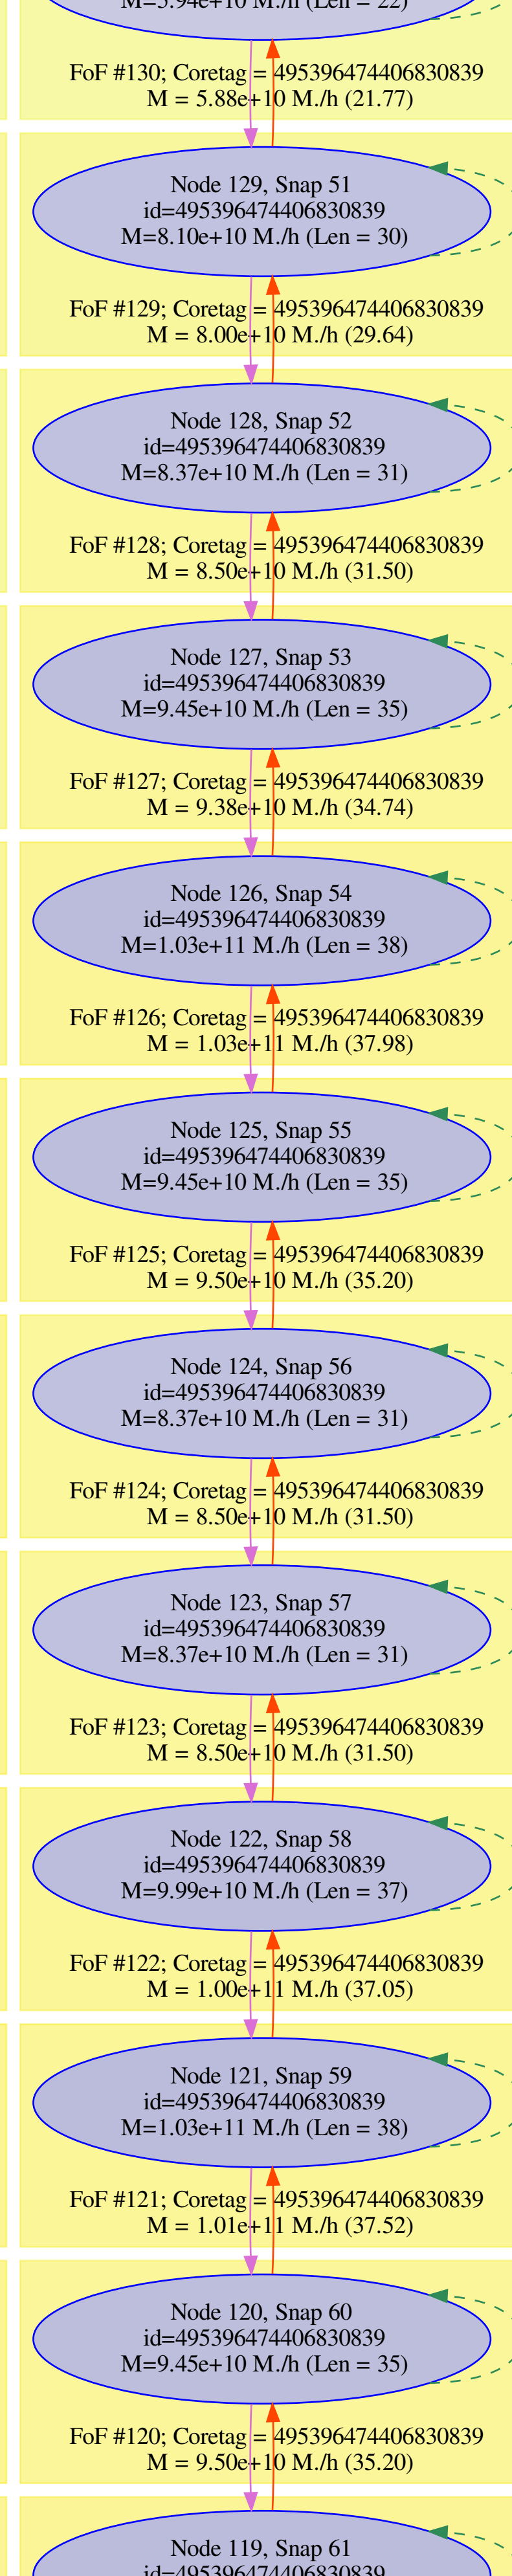 M=5.94e+10 M./h (Len = 22)
FoF #130; Coretag = 495396474406830839
M = 5.88e+10 M./h (21.77)
Node 129, Snap 51
id=495396474406830839
M=8.10e+10 M./h (Len = 30)
FoF #129; Coretag = 495396474406830839
M = 8.00e+10 M./h (29.64)
Node 128, Snap 52
id=495396474406830839
M=8.37e+10 M./h (Len = 31)
FoF #128; Coretag = 495396474406830839
M = 8.50e+10 M./h (31.50)
Node 127, Snap 53
id=495396474406830839
M=9.45e+10 M./h (Len = 35)
FoF #127; Coretag = 495396474406830839
M = 9.38e+10 M./h (34.74)
Node 126, Snap 54
id=495396474406830839
M=1.03e+11 M./h (Len = 38)
FoF #126; Coretag = 495396474406830839
M = 1.03e+11 M./h (37.98)
Node 125, Snap 55
id=495396474406830839
M=9.45e+10 M./h (Len = 35)
FoF #125; Coretag = 495396474406830839
M = 9.50e+10 M./h (35.20)
Node 124, Snap 56
id=495396474406830839
M=8.37e+10 M./h (Len = 31)
FoF #124; Coretag = 495396474406830839
M = 8.50e+10 M./h (31.50)
Node 123, Snap 57
id=495396474406830839
M=8.37e+10 M./h (Len = 31)
FoF #123; Coretag = 495396474406830839
M = 8.50e+10 M./h (31.50)
Node 122, Snap 58
id=495396474406830839
M=9.99e+10 M./h (Len = 37)
FoF #122; Coretag = 495396474406830839
M = 1.00e+11 M./h (37.05)
Node 121, Snap 59
id=495396474406830839
M=1.03e+11 M./h (Len = 38)
FoF #121; Coretag = 495396474406830839
M = 1.01e+11 M./h (37.52)
Node 120, Snap 60
id=495396474406830839
M=9.45e+10 M./h (Len = 35)
FoF #120; Coretag = 495396474406830839
M = 9.50e+10 M./h (35.20)
Node 119, Snap 61
id=495396474406830839